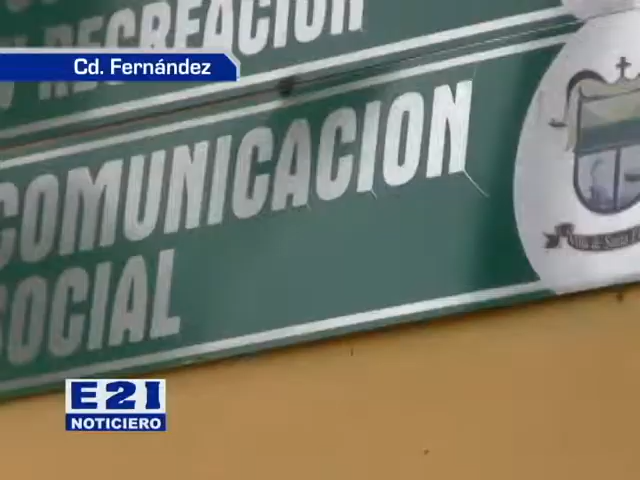 Y RECREACION
Cd. Fernández
COMUNICACION
SOCIAL
E21
NOTICIERO